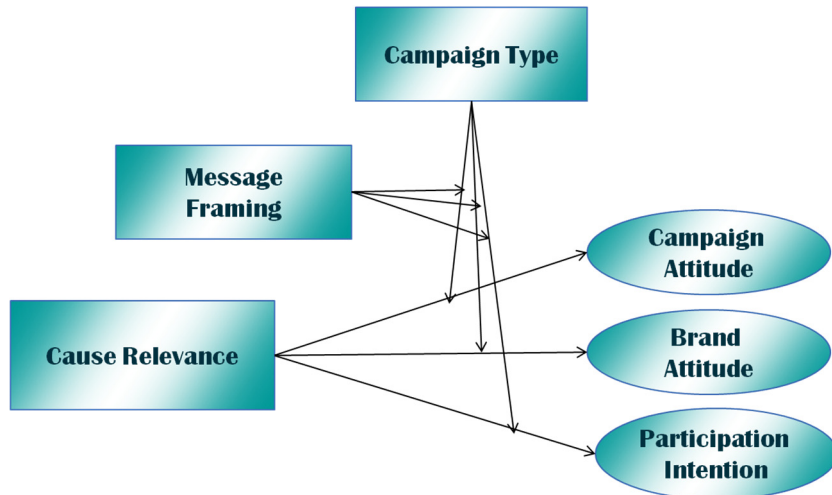 Campaign Type
Message
Framing
Campaign
Attitude
Cause Relevance
Brand
Attitude
Participation
Intention